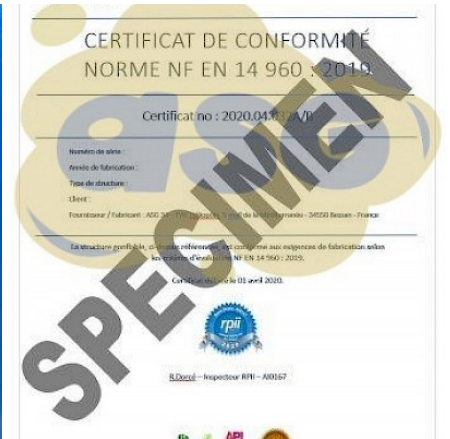 CERTIFICAT DE CONFORMITÉ
NORME NF EN 14 960 : 2019
Certificat no : 2020.04.
Numéro de série :
Année de fabrication :
Type de structure :
Client :
Fournisseur / Fabricant : ASG 34 - 34550 Bessan - France
La structure gonflable, ci-dessus référencée, est conforme aux exigences de fabrication selon
les critères d'évaluation NF EN 14 960 : 2019.
Certificat délivré le 01 avril 2020.
rpii
R.Dorel – Inspecteur RPII – AI0167
API
asg
SPECIMEN